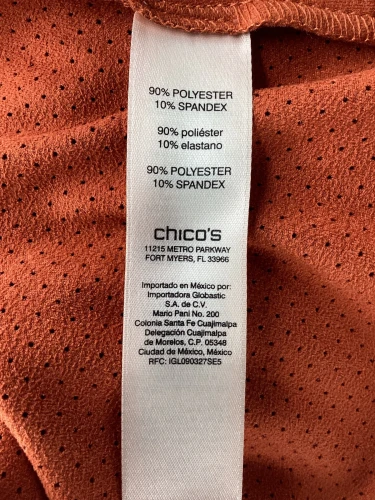 90% POLYESTER
10% SPANDEX
90% poliéster
10% elastano
90% POLYESTER
10% SPANDEX
chico's
11215 METRO PARKWAY
FORT MYERS, FL 33966
Importado en México por:
Importadora Globastic
S.A. de C.V.
Mario Pani No. 200
Colonia Santa Fe Cuajimalpa
Delegación Cuajimalpa
de Morelos, C.P. 05348
Ciudad de México, México
RFC: IGL090327SE5